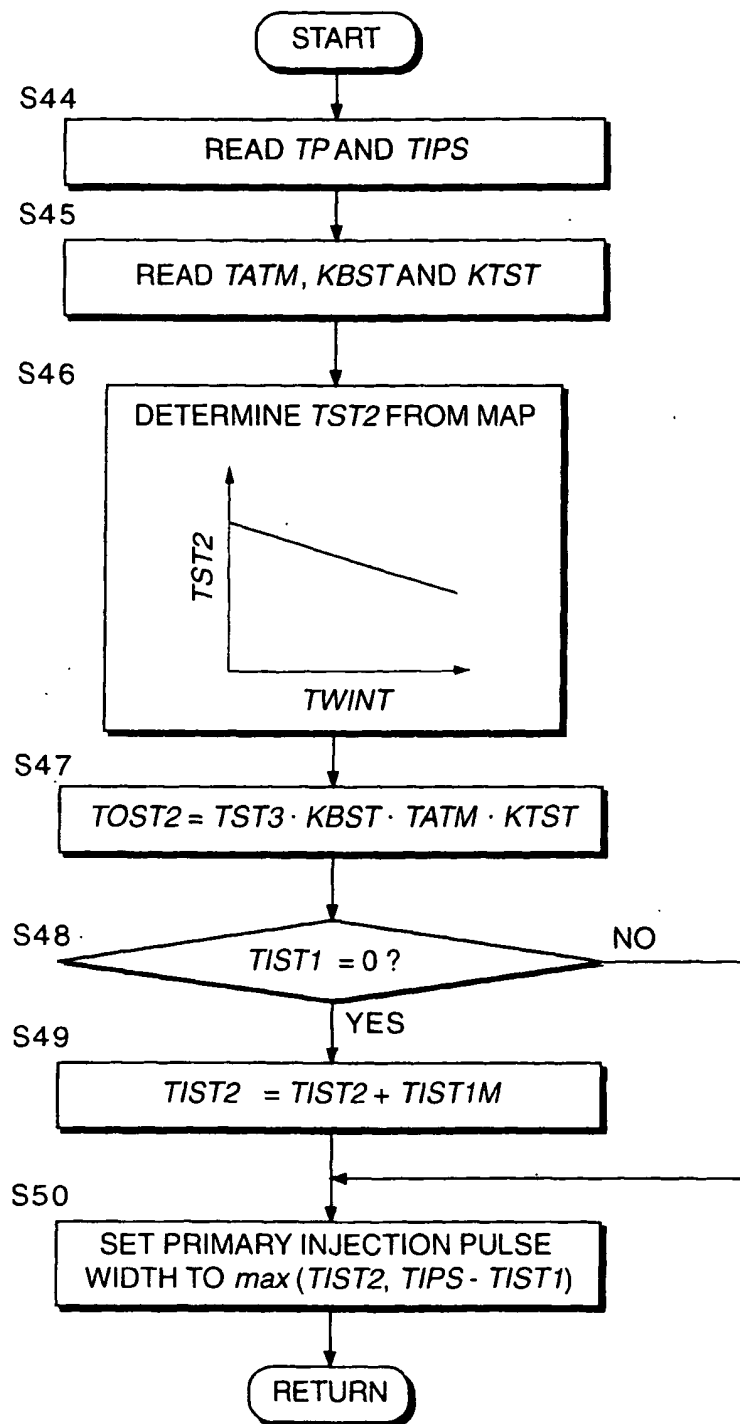 START
S44
READ TP AND TIPS
S45
READ TATM, KBST AND KTST
S46
DETERMINE TST2 FROM MAP
TST2
TWINT
S47
TOST2 = TST3 · KBST · TATM · KTST
S48
TIST1 = 0 ?
NO
YES
S49
TIST2 = TIST2 + TIST1M
S50
SET PRIMARY INJECTION PULSE
WIDTH TO max (TIST2, TIPS - TIST1)
RETURN